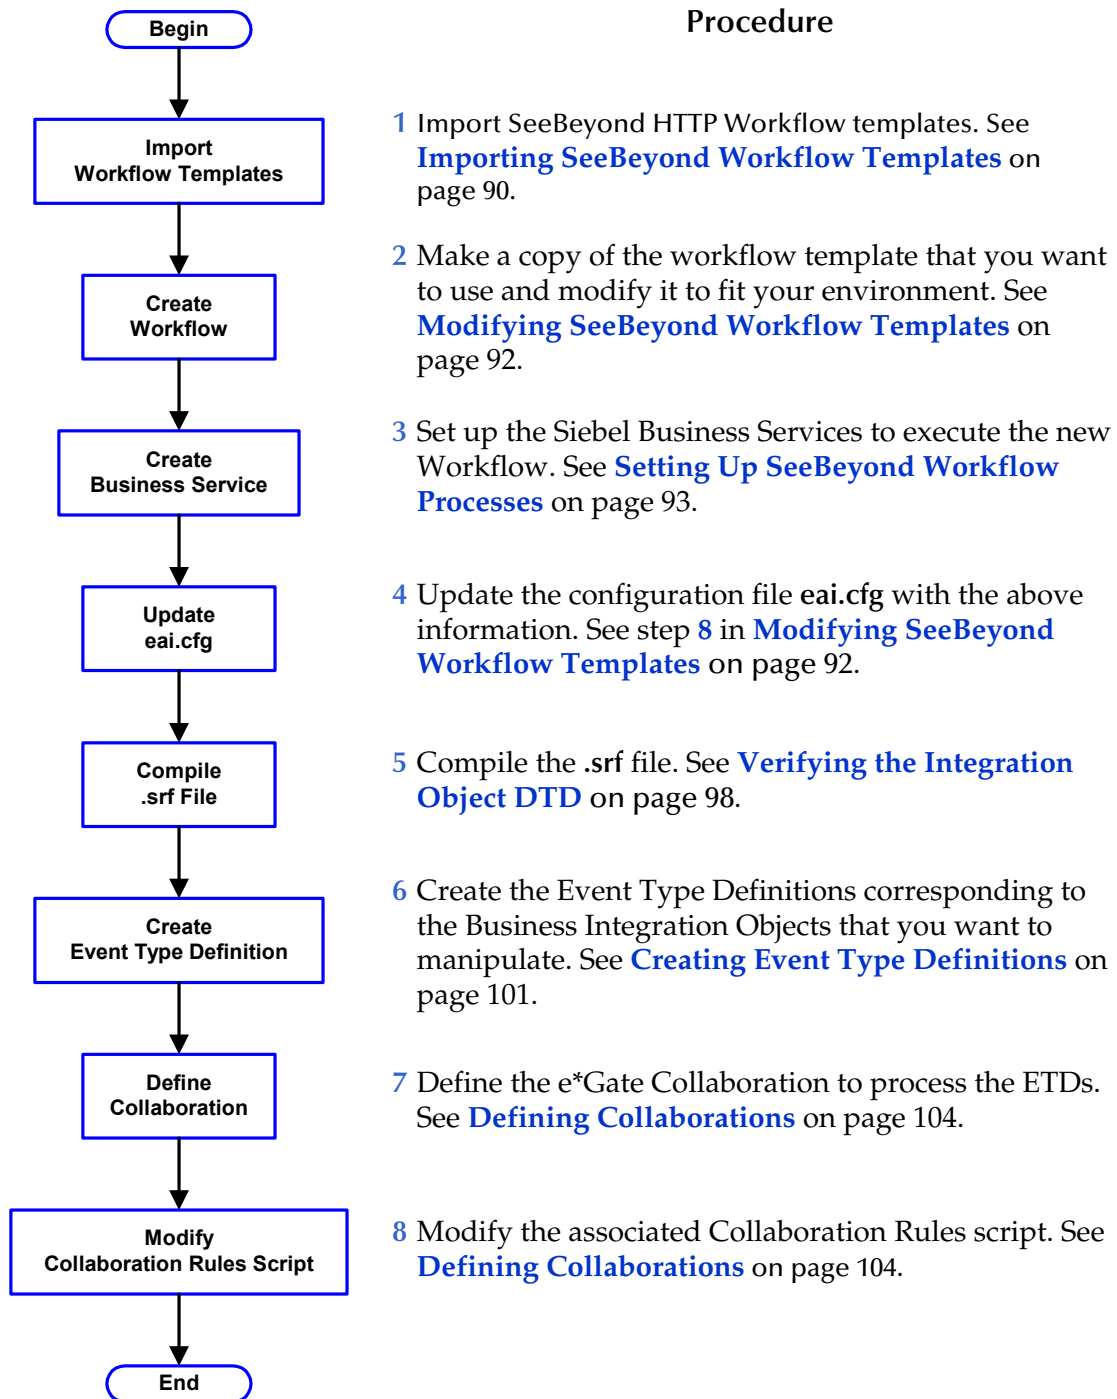 Begin
Procedure
Import
Workflow Templates
1 Import SeeBeyond HTTP Workflow templates. See
Importing SeeBeyond Workflow Templates on
page 90.
Create
Workflow
2 Make a copy of the workflow template that you want
to use and modify it to fit your environment. See
Modifying SeeBeyond Workflow Templates on
page 92.
Create
Business Service
3 Set up the Siebel Business Services to execute the new
Workflow. See Setting Up SeeBeyond Workflow
Processes on page 93.
Update
eai.cfg
4 Update the configuration file eai.cfg with the above
information. See step 8 in Modifying SeeBeyond
Workflow Templates on page 92.
Compile
.srf File
5 Compile the .srf file. See Verifying the Integration
Object DTD on page 98.
Create
Event Type Definition
6 Create the Event Type Definitions corresponding to
the Business Integration Objects that you want to
manipulate. See Creating Event Type Definitions on
page 101.
Define
Collaboration
7 Define the e*Gate Collaboration to process the ETDs.
See Defining Collaborations on page 104.
Modify
Collaboration Rules Script
8 Modify the associated Collaboration Rules script. See
Defining Collaborations on page 104.
End